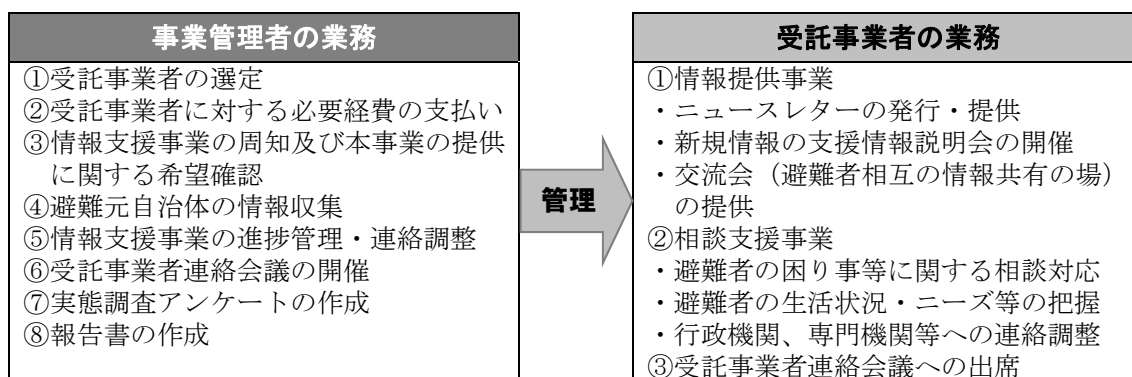 事業管理者の業務
①受託事業者の選定
②受託事業者に対する必要経費の支払い
③情報支援事業の周知及び本事業の提供
に関する希望確認
④避難元自治体の情報収集
⑤情報支援事業の進捗管理・連絡調整
⑥受託事業者連絡会議の開催
⑦実態調査アンケートの作成
⑧報告書の作成
管理
受託事業者の業務
①情報提供事業
・ニュースレターの発行・提供
・新規情報の支援情報説明会の開催
・交流会（避難者相互の情報共有の場）
の提供
②相談支援事業
・避難者の困り事等に関する相談対応
・避難者の生活状況・ニーズ等の把握
・行政機関、専門機関等への連絡調整
③受託事業者連絡会議への出席